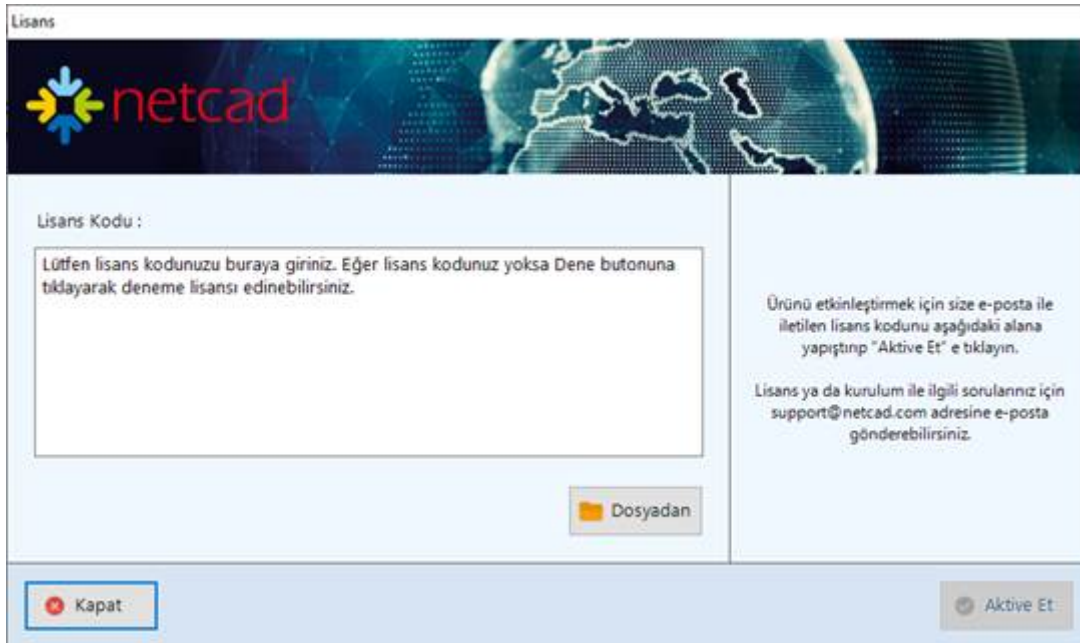 Lisans
netcad
Lisans Kodu :
Lütfen lisans kodunuzu buraya giriniz. Eğer lisans kodunuz yoksa Dene butonuna
tıklayarak deneme lisansı edinebilirsiniz.
Dosyadan
Ürünü etkinleştirmek için size e-posta ile
iletilen lisans kodunu aşağıdaki alana
yapıştırıp "Aktive Et" e tıklayın.
Lisans ya da kurulum ile ilgili sorularınız için
support@netcad.com adresine e-posta
gönderebilirsiniz.
Kapat
Aktive Et